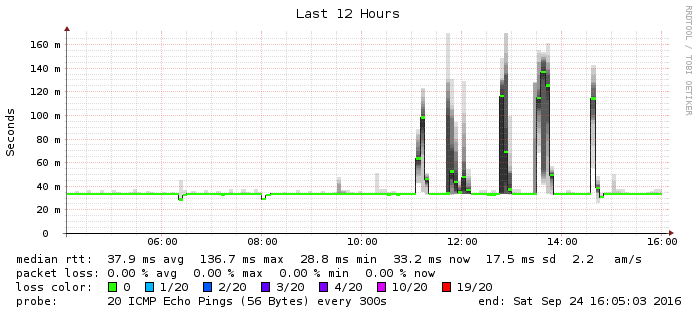 Last 12 Hours
RRDTOOL / TOBI OETIKER
Seconds
160 m
140 m
120 m
100 m
80 m
60 m
40 m
20 m
0
06:00 08:00 10:00 12:00 14:00 16:00
median rtt: 37.9 ms avg 136.7 ms max 28.8 ms min 33.2 ms now 17.5 ms sd 2.2 am/s
packet loss: 0.00 % avg 0.00 % max 0.00 % min 0.00 % now
loss color: 0 1/20 2/20 3/20 4/20 10/20 19/20
probe: 20 ICMP Echo Pings (56 Bytes) every 300s end: Sat Sep 24 16:05:03 2016